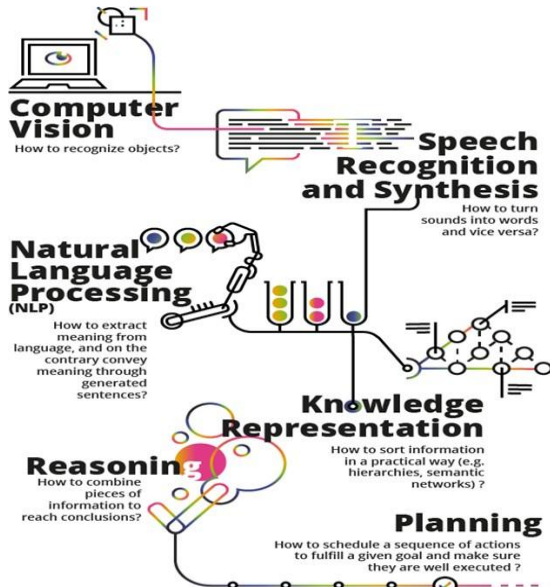 Computer
Vision
How to recognize objects?
Speech
Recognition
and Synthesis
How to turn
sounds into words
and vice versa?
Natural
Language
Processing
(NLP)
How to extract
meaning from
language, and on the
contrary convey
meaning through
generated
sentences?
Knowledge
Representation
How to sort information
in a practical way (e.g.
hierarchies, semantic
networks) ?
Reasoning
How to combine
pieces of
information to
reach conclusions?
Planning
How to schedule a sequence of actions
to fulfill a given goal and make sure
they are well executed ?